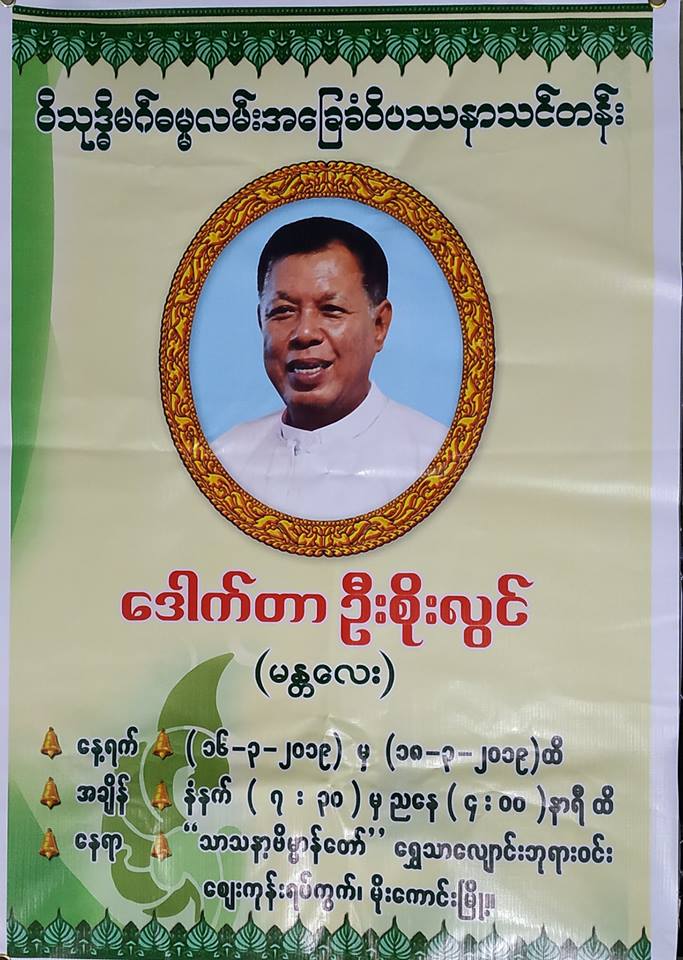 ဝိသုဒ္ဓိမဂ်ဓမ္မလမ်းအခြေခံဝိပဿနာသင်တန်း
ဒေါက်တာ ဦးစိုးလွင်
(မန္တလေး)
နေ့ရက် (၁၆-၃-၂၀၁၉) မှ (၁၈-၃-၂၀၁၉)ထိ
အချိန် နံနက် ( ၇ : ၃၀ ) မှ ညနေ ( ၄ : ၀၀ )နာရီ ထိ
နေရာ "သာသနာ့ဗိမ္မာန်တော်" ရွှေသာလျောင်းဘုရားဝင်း
ဈေးကုန်းရပ်ကွက်၊ မိုးကောင်းမြို့။